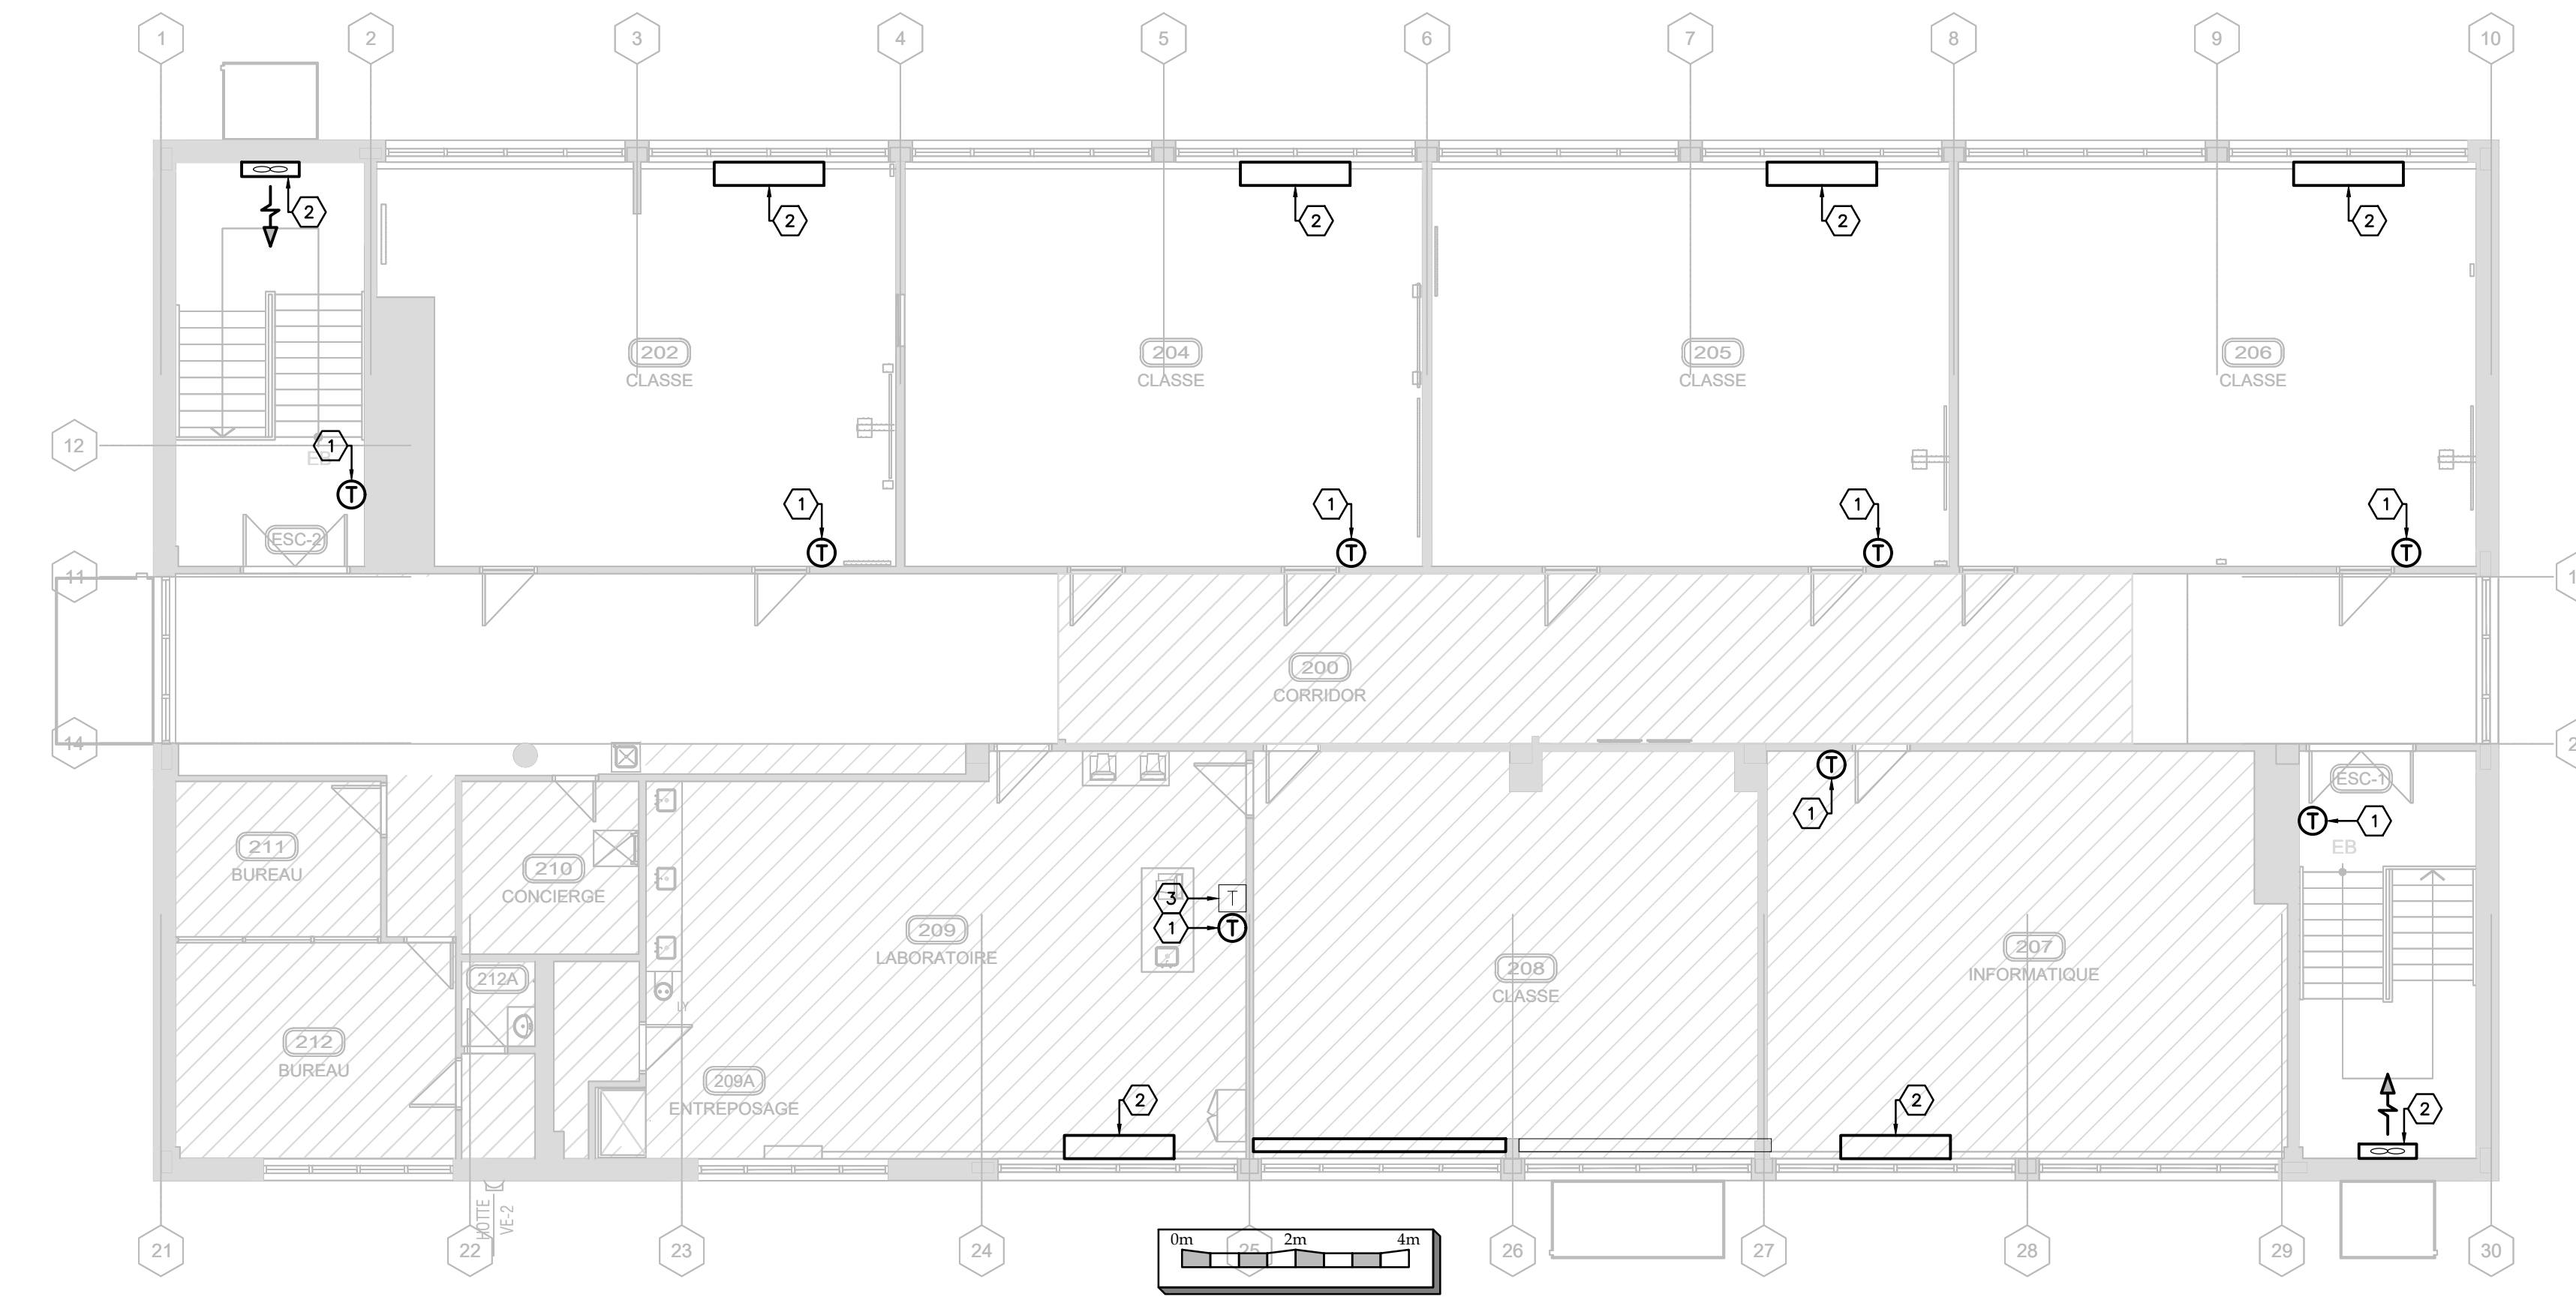 1 2 3 4 5 6 7 8 9 10
2 2 2 2 2
202 204 205 206
CLASSE CLASSE CLASSE CLASSE
12 1
EB
T
1 1 1 1
ESC-2 T T T T
11 1
200
CORRIDOR
14 2
T ESC-1
1 T 1
211 210 EB
BUREAU CONCIERGE
3 T
1 T
209 207
LABORATOIRE INFORMATIQUE
208
CLASSE
212A
LY
212
BUREAU
209A 2 2 2
ENTREPOSAGE
HOTTE
VE-2
0m 2m 4m
21 22 23 24 25 26 27 28 29 30